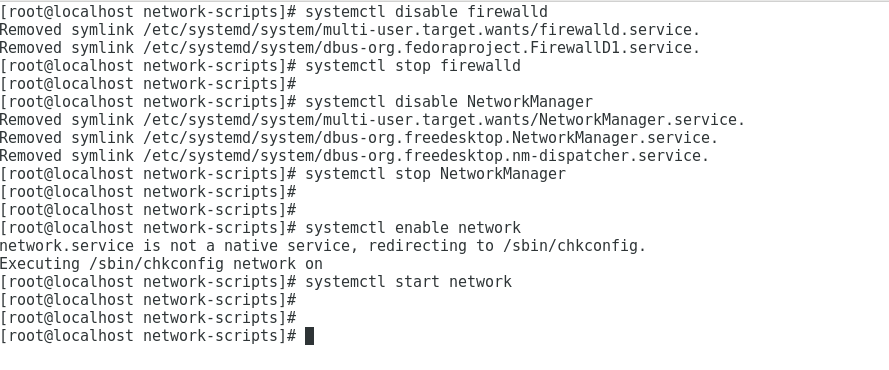 [root@localhost network-scripts]# systemctl disable firewalld
Removed symlink /etc/systemd/system/multi-user.target.wants/firewalld.service.
Removed symlink /etc/systemd/system/dbus-org.fedoraproject.FirewallD1.service.
[root@localhost network-scripts]# systemctl stop firewalld
[root@localhost network-scripts]#
[root@localhost network-scripts]# systemctl disable NetworkManager
Removed symlink /etc/systemd/system/multi-user.target.wants/NetworkManager.service.
Removed symlink /etc/systemd/system/dbus-org.freedesktop.NetworkManager.service.
Removed symlink /etc/systemd/system/dbus-org.freedesktop.nm-dispatcher.service.
[root@localhost network-scripts]# systemctl stop NetworkManager
[root@localhost network-scripts]#
[root@localhost network-scripts]#
[root@localhost network-scripts]# systemctl enable network
network.service is not a native service, redirecting to /sbin/chkconfig.
Executing /sbin/chkconfig network on
[root@localhost network-scripts]# systemctl start network
[root@localhost network-scripts]#
[root@localhost network-scripts]#
[root@localhost network-scripts]#